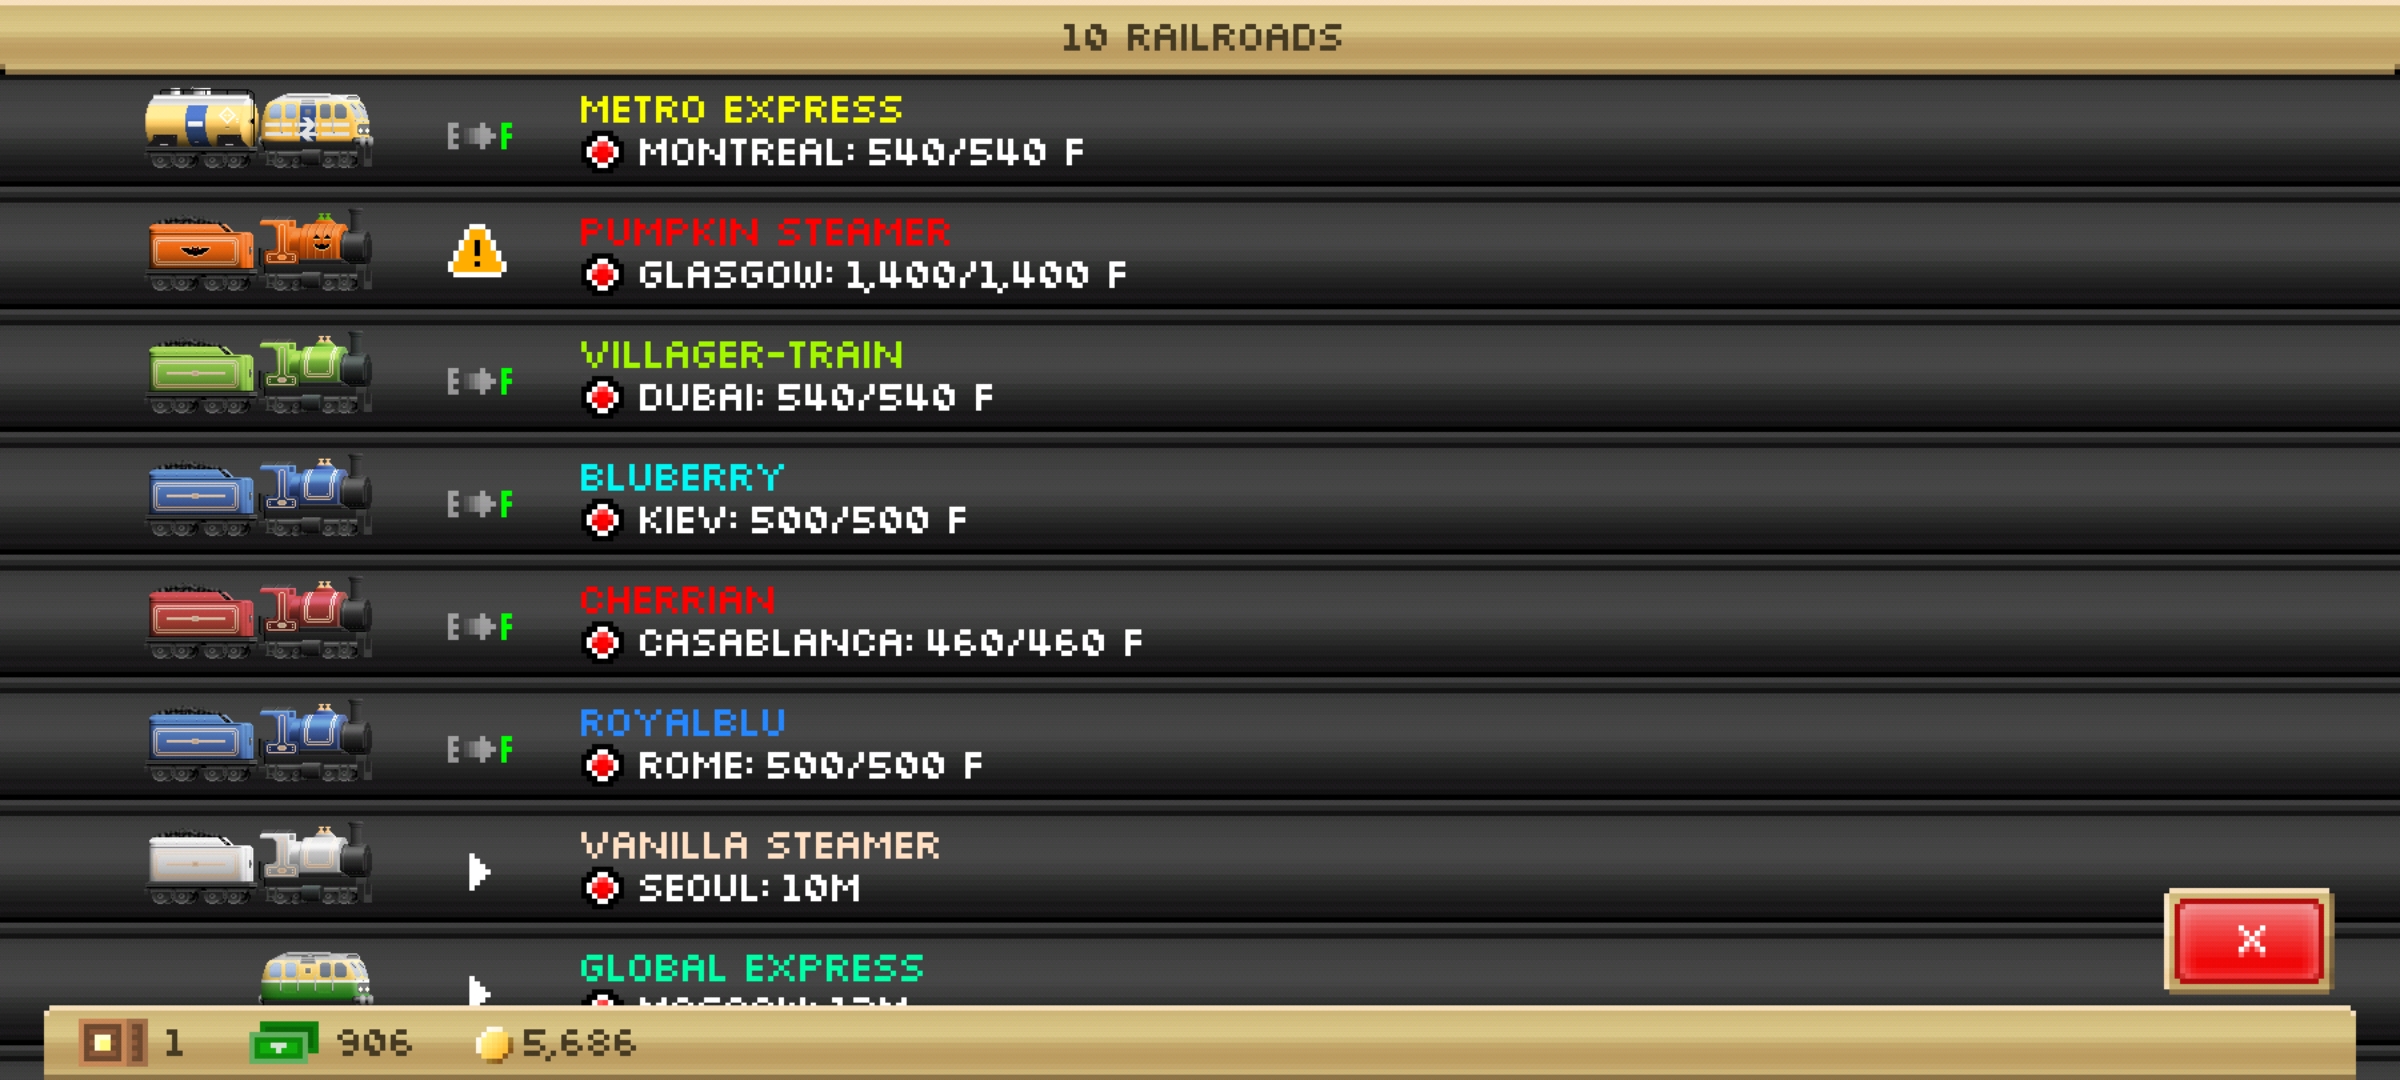 10 RAILROADS
METRO EXPRESS
E F MONTREAL: 540/540 F
PUMPKIN STEAMER
! GLASGOW: 1,400/1,400 F
VILLAGER-TRAIN
E F DUBAI: 540/540 F
BLUBERRY
E F KIEV: 500/500 F
CHERRIAN
E F CASABLANCA: 460/460 F
ROYALBLU
E F ROME: 500/500 F
VANILLA STEAMER
SEOUL: 10M
GLOBAL EXPRESS
X
1 906 5,686